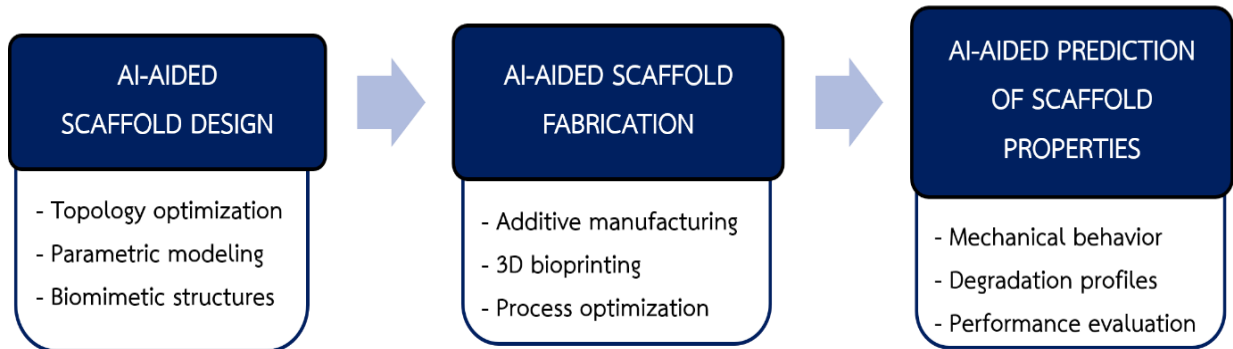 AI-AIDED
SCAFFOLD DESIGN
- Topology optimization
- Parametric modeling
- Biomimetic structures
AI-AIDED SCAFFOLD
FABRICATION
- Additive manufacturing
- 3D bioprinting
- Process optimization
AI-AIDED PREDICTION
OF SCAFFOLD
PROPERTIES
- Mechanical behavior
- Degradation profiles
- Performance evaluation